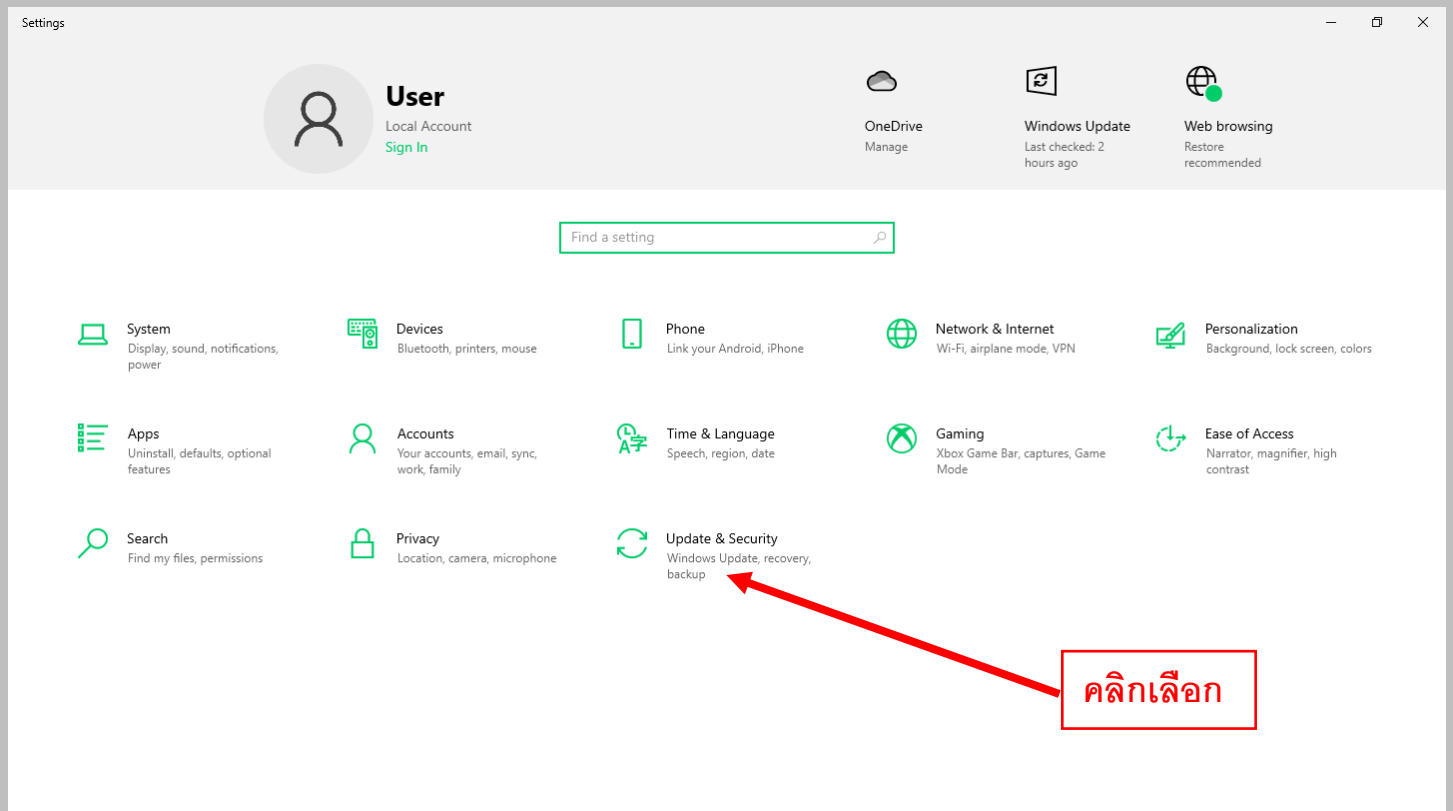 Settings
User
Local Account
Sign In
OneDrive
Manage
Windows Update
Last checked: 2
hours ago
Web browsing
Restore
recommended
Find a setting
System
Display, sound, notifications,
power
Devices
Bluetooth, printers, mouse
Phone
Link your Android, iPhone
Network & Internet
Wi-Fi, airplane mode, VPN
Personalization
Background, lock screen, colors
Apps
Uninstall, defaults, optional
features
Accounts
Your accounts, email, sync,
work, family
Time & Language
Speech, region, date
Gaming
Xbox Game Bar, captures, Game
Mode
Ease of Access
Narrator, magnifier, high
contrast
Search
Find my files, permissions
Privacy
Location, camera, microphone
Update & Security
Windows Update, recovery,
backup
คลิกเลือก